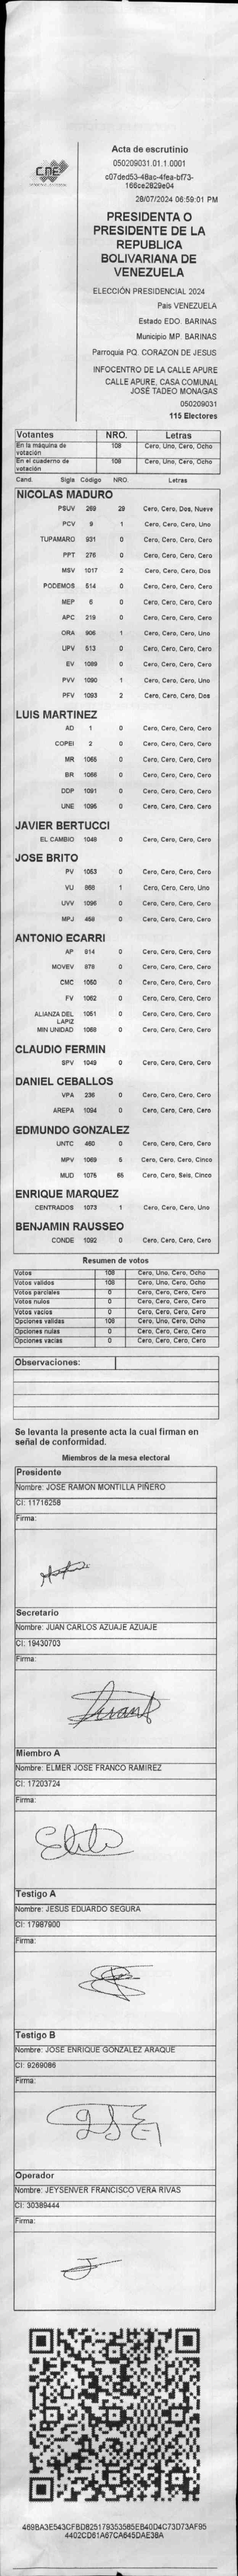 Acta de escrutinio
050209031.01.1.0001
c07ded53-48ac-4fea-bf73-
166ce2829e04
28/07/2024 06:59:01 PM
CNE
PRESIDENTA O
PRESIDENTE DE LA
REPUBLICA
BOLIVARIANA DE
VENEZUELA
ELECCIÓN PRESIDENCIAL 2024
Pais VENEZUELA
Estado EDO. BARINAS
Municipio MP. BARINAS
Parroquia PQ. CORAZON DE JESUS
INFOCENTRO DE LA CALLE APURE
CALLE APURE, CASA COMUNAL
JOSÉ TADEO MONAGAS
050209031
115 Electores
Votantes NRO. Letras
En la máquina de votación 108 Cero, Uno, Cero, Ocho
En el cuaderno de votación 108 Cero, Uno, Cero, Ocho
Cand. Sigla Código NRO. Letras
NICOLAS MADURO
PSUV 269 29 Cero, Cero, Dos, Nueve
PCV 9 1 Cero, Cero, Cero, Uno
TUPAMARO 931 0 Cero, Cero, Cero, Cero
PPT 276 0 Cero, Cero, Cero, Cero
MSV 1017 2 Cero, Cero, Cero, Dos
PODEMOS 514 0 Cero, Cero, Cero, Cero
MEP 6 0 Cero, Cero, Cero, Cero
APC 219 0 Cero, Cero, Cero, Cero
ORA 906 1 Cero, Cero, Cero, Uno
UPV 513 0 Cero, Cero, Cero, Cero
EV 1089 0 Cero, Cero, Cero, Cero
PVV 1090 1 Cero, Cero, Cero, Uno
PFV 1093 2 Cero, Cero, Cero, Dos
LUIS MARTINEZ
AD 1 0 Cero, Cero, Cero, Cero
COPEI 2 0 Cero, Cero, Cero, Cero
MR 1065 0 Cero, Cero, Cero, Cero
BR 1066 0 Cero, Cero, Cero, Cero
DDP 1091 0 Cero, Cero, Cero, Cero
UNE 1095 0 Cero, Cero, Cero, Cero
JAVIER BERTUCCI
EL CAMBIO 1048 0 Cero, Cero, Cero, Cero
JOSE BRITO
PV 1053 0 Cero, Cero, Cero, Cero
VU 868 1 Cero, Cero, Cero, Uno
UVV 1096 0 Cero, Cero, Cero, Cero
MPJ 458 0 Cero, Cero, Cero, Cero
ANTONIO ECARRI
AP 814 0 Cero, Cero, Cero, Cero
MOVEV 878 0 Cero, Cero, Cero, Cero
CMC 1050 0 Cero, Cero, Cero, Cero
FV 1062 0 Cero, Cero, Cero, Cero
ALIANZA DEL LAPIZ 1051 0 Cero, Cero, Cero, Cero
MIN UNIDAD 1068 0 Cero, Cero, Cero, Cero
CLAUDIO FERMIN
SPV 1049 0 Cero, Cero, Cero, Cero
DANIEL CEBALLOS
VPA 236 0 Cero, Cero, Cero, Cero
AREPA 1094 0 Cero, Cero, Cero, Cero
EDMUNDO GONZALEZ
UNTC 460 0 Cero, Cero, Cero, Cero
MPV 1069 5 Cero, Cero, Cero, Cinco
MUD 1075 65 Cero, Cero, Seis, Cinco
ENRIQUE MARQUEZ
CENTRADOS 1073 1 Cero, Cero, Cero, Uno
BENJAMIN RAUSSEO
CONDE 1092 0 Cero, Cero, Cero, Cero
Resumen de votos
Votos 108 Cero, Uno, Cero, Ocho
Votos validos 108 Cero, Uno, Cero, Ocho
Votos parciales 0 Cero, Cero, Cero, Cero
Votos nulos 0 Cero, Cero, Cero, Cero
Votos vacios 0 Cero, Cero, Cero, Cero
Opciones validas 108 Cero, Uno, Cero, Ocho
Opciones nulas 0 Cero, Cero, Cero, Cero
Opciones vacias 0 Cero, Cero, Cero, Cero
Observaciones:
Se levanta la presente acta la cual firman en
señal de conformidad.
Miembros de la mesa electoral
Presidente
Nombre: JOSE RAMON MONTILLA PIÑERO
CI: 11716258
Firma:
Secretario
Nombre: JUAN CARLOS AZUAJE AZUAJE
CI: 19430703
Firma:
Miembro A
Nombre: ELMER JOSE FRANCO RAMIREZ
CI: 17203724
Firma:
Testigo A
Nombre: JESUS EDUARDO SEGURA
CI: 17987900
Firma:
Testigo B
Nombre: JOSE ENRIQUE GONZALEZ ARAQUE
CI: 9269086
Firma:
Operador
Nombre: JEYSENVER FRANCISCO VERA RIVAS
CI: 30389444
Firma:
469BA3E543CFBD825179353585EB40D4C73D73AF95
4402CD61A67CA645DAE38A